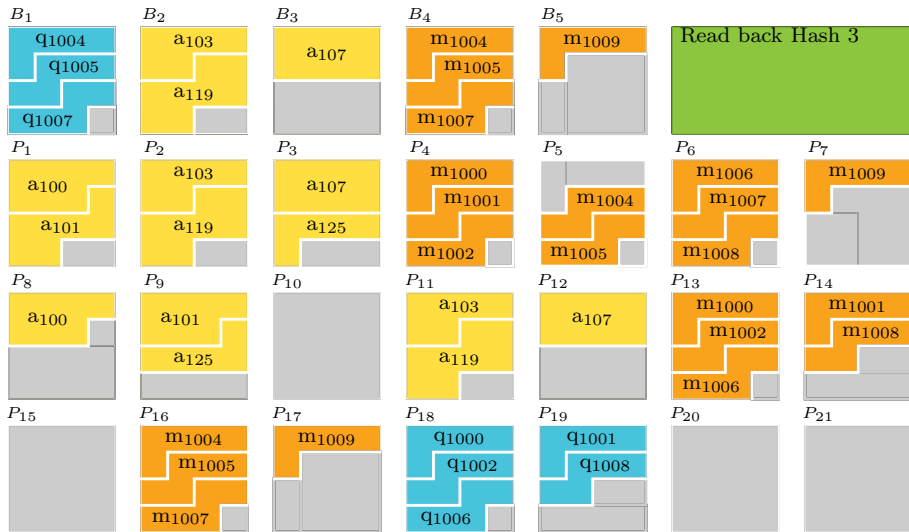 B1 B2 B3 B4 B5
q1004 a103 a107 m1004 m1009 Read back Hash 3
q1005 m1005
a119
q1007 m1007
P1 P2 P3 P4 P5 P6 P7
a100 a103 a107 m1000 m1006 m1009
m1001 m1004 m1007
a101 a119 a125
m1002 m1005 m1008
P8 P9 P10 P11 P12 P13 P14
a100 a101 a103 a107 m1000 m1001
m1002 m1008
a125 a119
m1006
P15 P16 P17 P18 P19 P20 P21
m1004 m1009 q1000 q1001
m1005 q1002 q1008
m1007 q1006